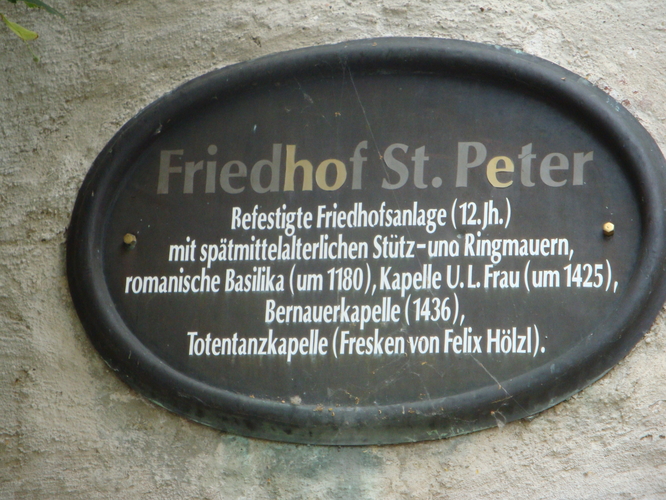 Friedhof St. Peter
Befestigte Friedhofsanlage (12.Jh.)
mit spätmittelalterlichen Stütz-und Ringmauern,
romanische Basilika (um 1180), Kapelle U.L.Frau (um 1425),
Bernauerkapelle (1436),
Totentanzkapelle (Fresken von Felix Hölzl).